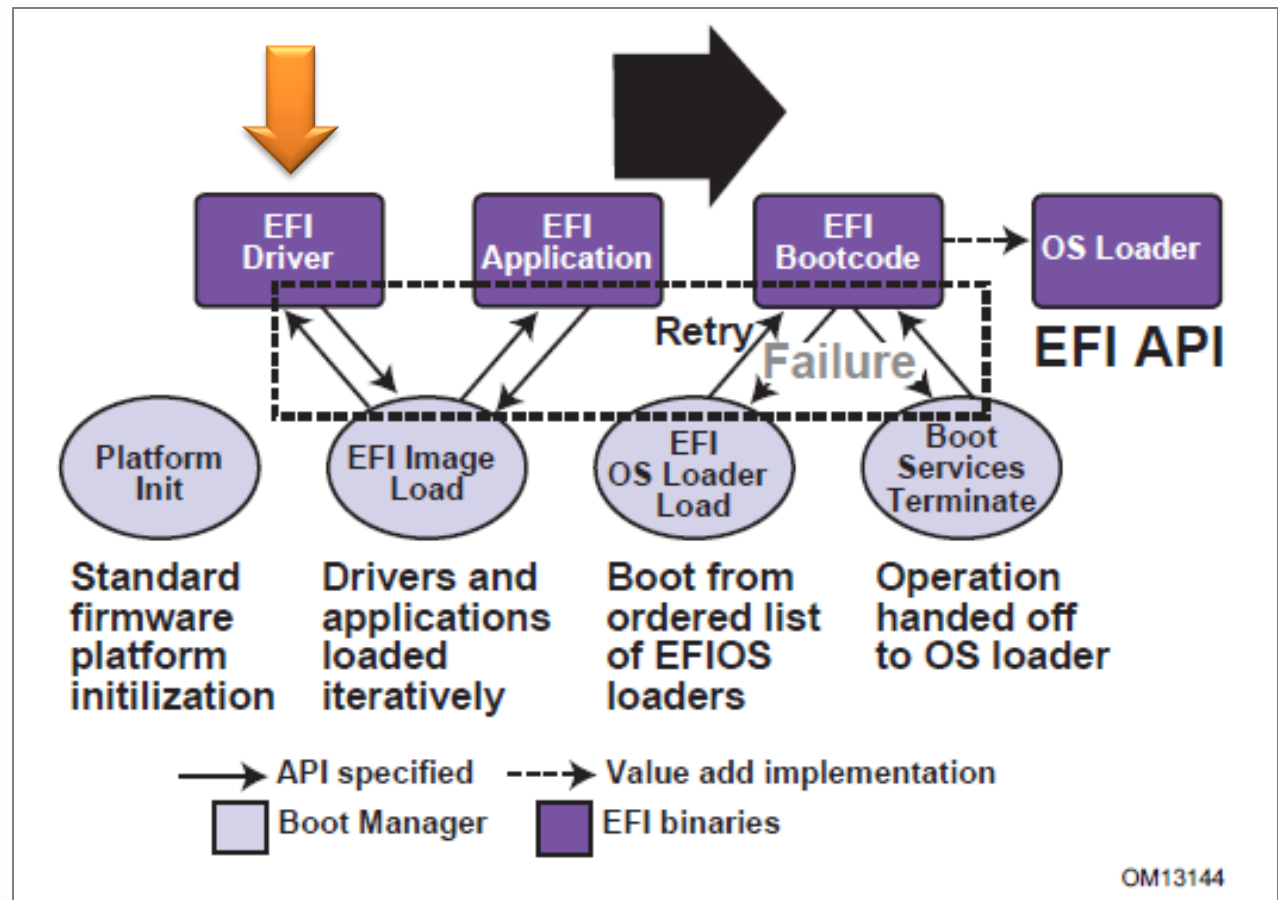 EFI
Driver
EFI
Application
EFI
Bootcode
OS Loader
Retry
Failure
EFI API
Platform
Init
EFI Image
Load
EFI
OS Loader
Load
Boot
Services
Terminate
Standard
firmware
platform
initilization
Drivers and
applications
loaded
iteratively
Boot from
ordered list
of EFIOS
loaders
Operation
handed off
to OS loader
API specified
Value add implementation
Boot Manager
EFI binaries
OM13144